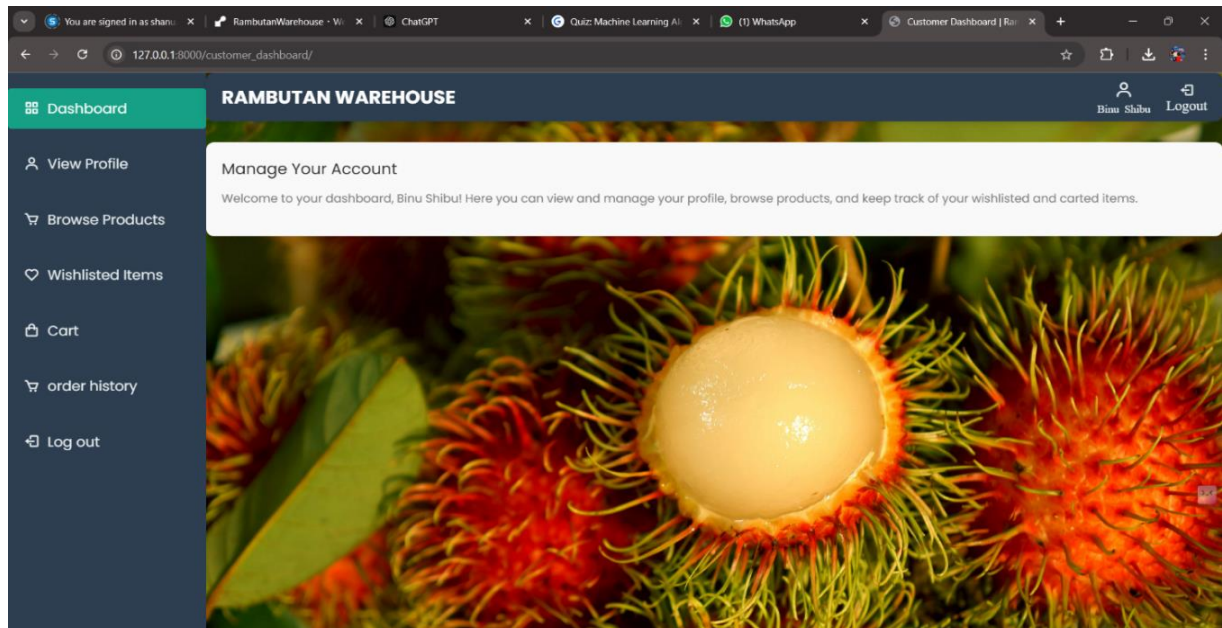 You are signed in as shanu
RambutanWarehouse - W
ChatGPT
Quiz: Machine Learning Al
(1) WhatsApp
Customer Dashboard | Ra
127.0.0.1:8000/customer_dashboard/
Dashboard
RAMBUTAN WAREHOUSE
Binu Shibu
Logout
View Profile
Manage Your Account
Welcome to your dashboard, Binu Shibu! Here you can view and manage your profile, browse products, and keep track of your wishlisted and carted items.
Browse Products
Wishlisted Items
Cart
order history
Log out